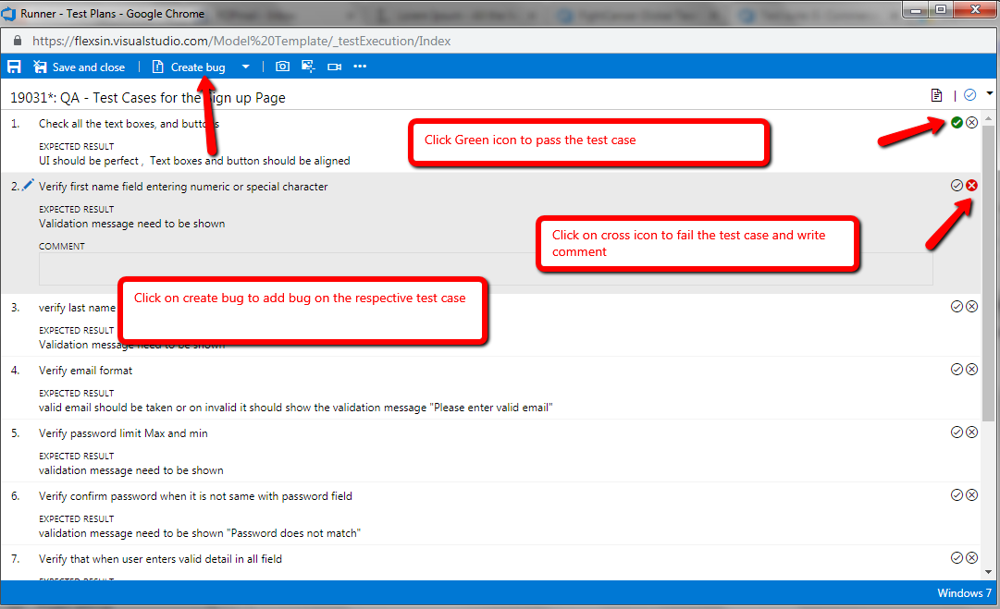 Runner - Test Plans - Google Chrome
https://flexsin.visualstudio.com/Model%20Template/_testExecution/Index
Save and close | Create bug
19031*: QA - Test Cases for the Sign up Page
1. Check all the text boxes, and buttons
EXPECTED RESULT
UI should be perfect , Text boxes and button should be aligned
Click Green icon to pass the test case
2. Verify first name field entering numeric or special character
EXPECTED RESULT
Validation message need to be shown
COMMENT
Click on cross icon to fail the test case and write
comment
Click on create bug to add bug on the respective test case
3. verify last name
EXPECTED RESULT
Validation message need to be shown
4. Verify email format
EXPECTED RESULT
valid email should be taken or on invalid it should show the validation message "Please enter valid email"
5. Verify password limit Max and min
EXPECTED RESULT
validation message need to be shown
6. Verify confirm password when it is not same with password field
EXPECTED RESULT
validation message need to be shown "Password does not match"
7. Verify that when user enters valid detail in all field
EXPECTED RESULT
Windows 7